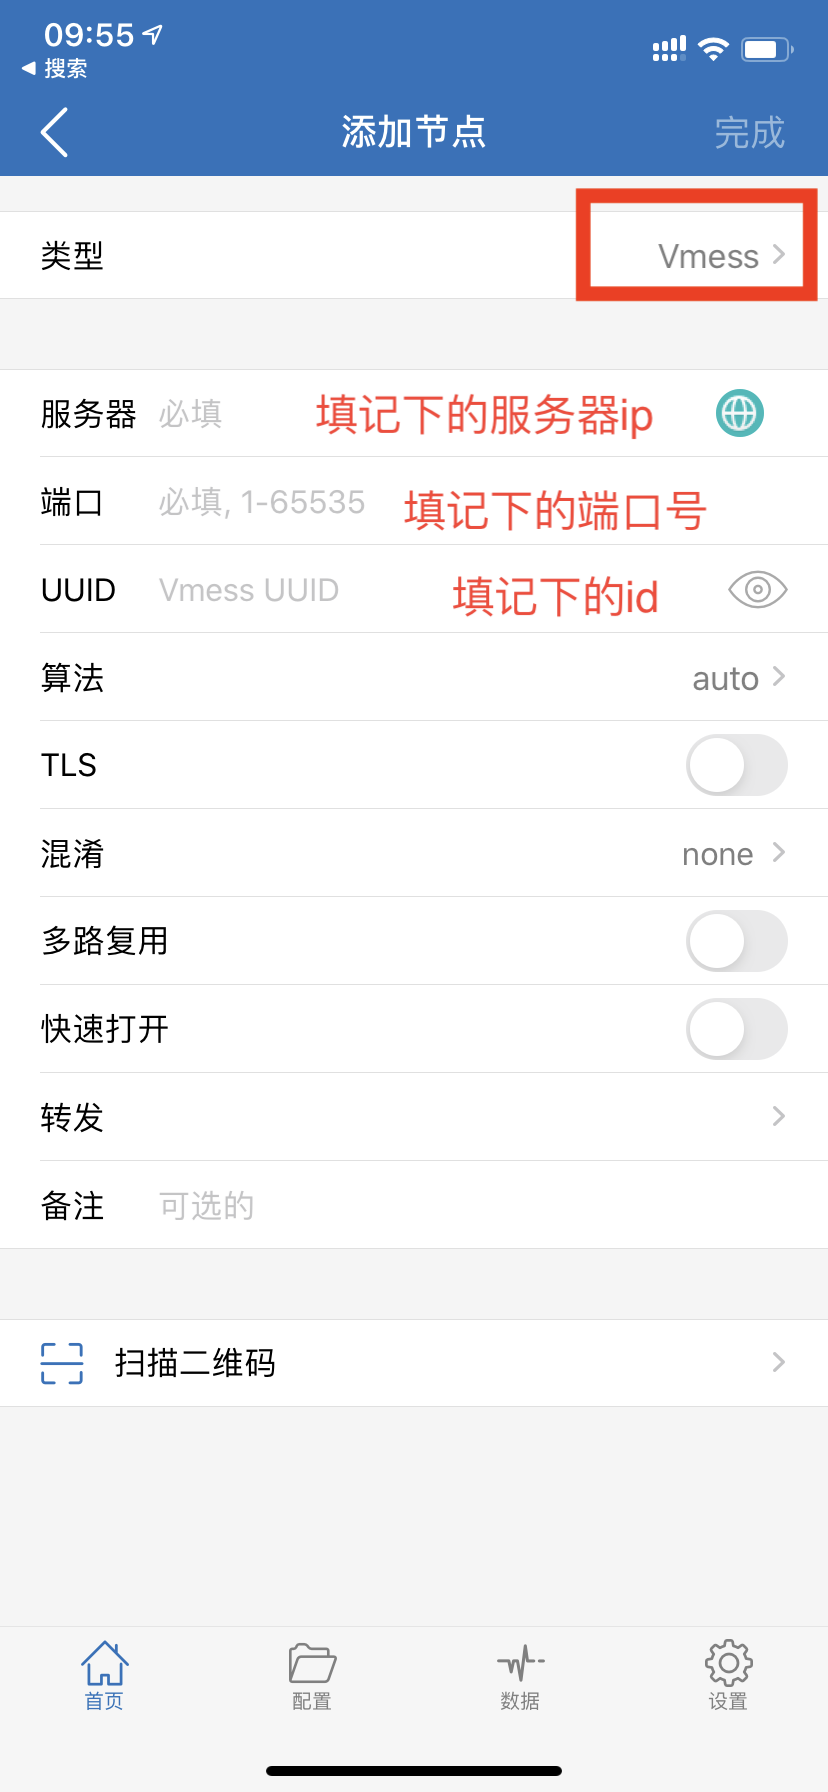 09:55
搜索
添加节点
完成
类型 Vmess
服务器 必填 填记下的服务器ip
端口 必填, 1-65535 填记下的端口号
UUID Vmess UUID 填记下的id
算法 auto
TLS
混淆 none
多路复用
快速打开
转发
备注 可选的
扫描二维码
首页 配置 数据 设置